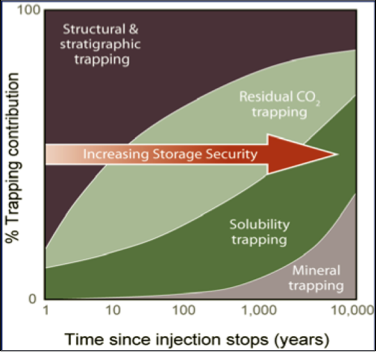 100
Structural &
stratigraphic
trapping
Residual CO₂
trapping
Increasing Storage Security
% Trapping contribution
Solubility
trapping
Mineral
trapping
0
1
10
100
1,000
10,000
Time since injection stops (years)